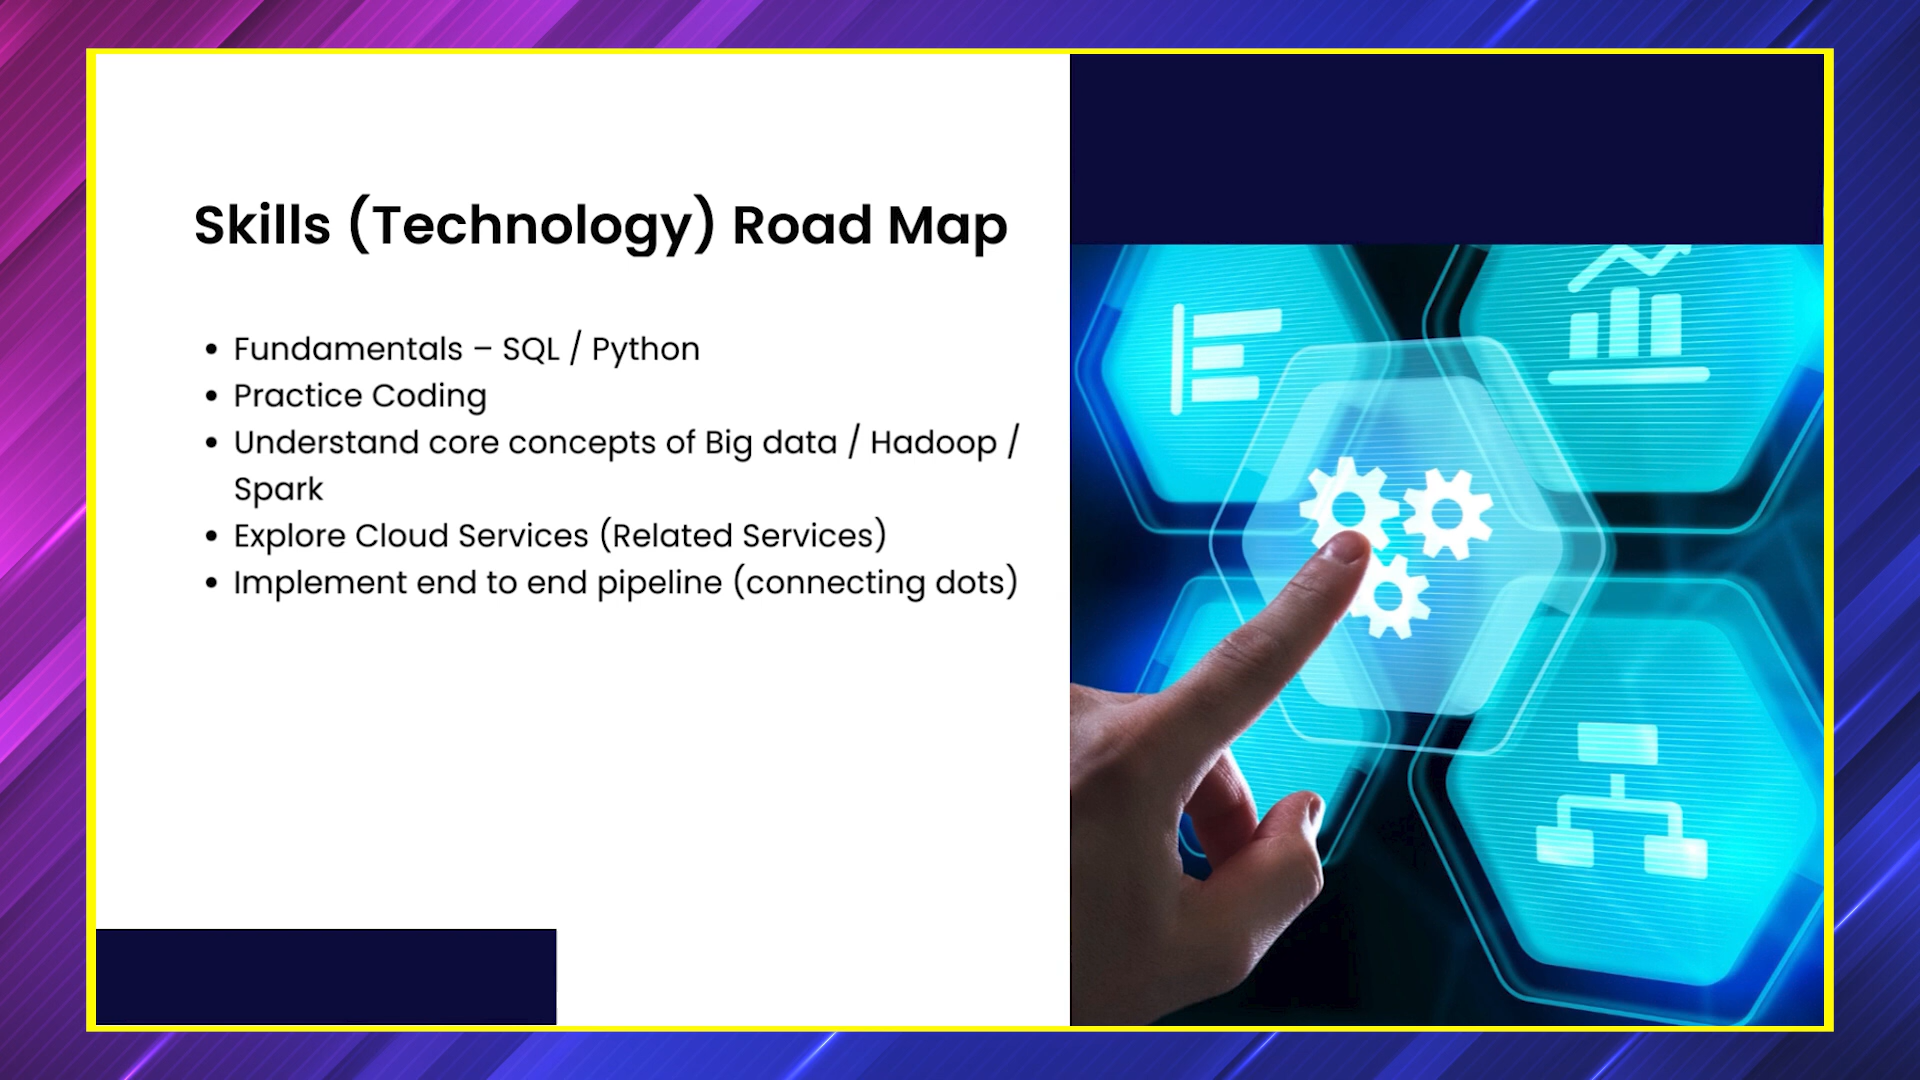 Skills (Technology) Road Map
• Fundamentals – SQL / Python
• Practice Coding
• Understand core concepts of Big data / Hadoop /
Spark
• Explore Cloud Services (Related Services)
• Implement end to end pipeline (connecting dots)